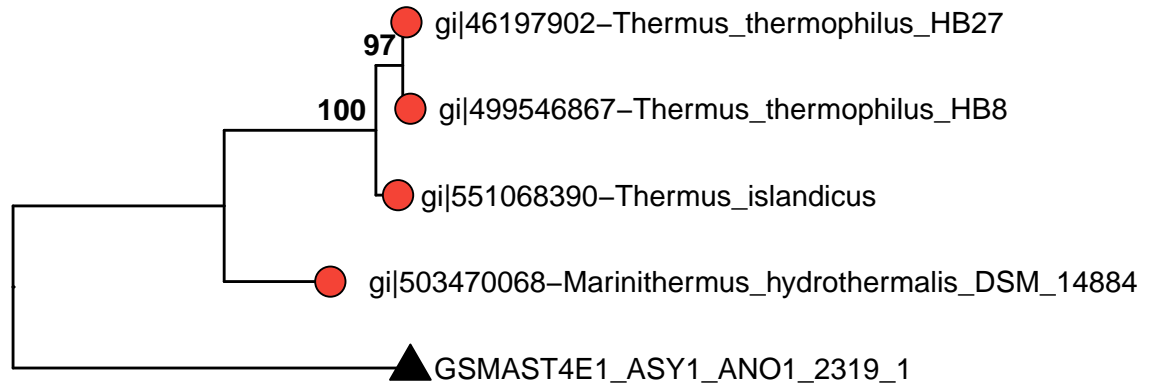 gi|46197902–Thermus_thermophilus_HB27
97
100
gi|499546867–Thermus_thermophilus_HB8
gi|551068390–Thermus_islandicus
gi|503470068–Marinithermus_hydrothermalis_DSM_14884
GSMAST4E1_ASY1_ANO1_2319_1